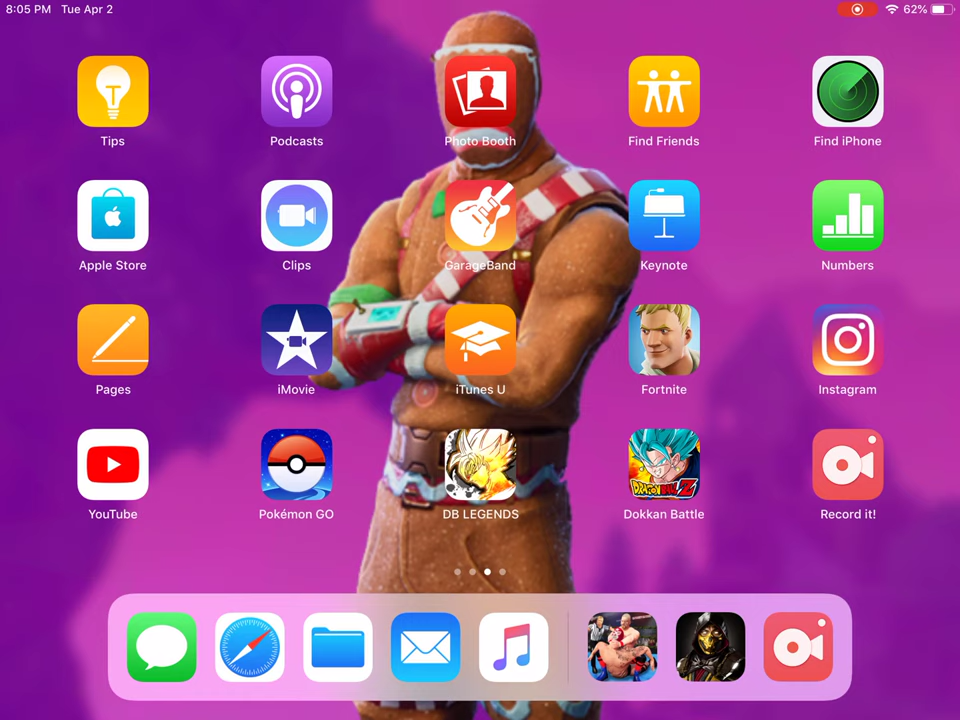 8:05 PM Tue Apr 2
62%
Tips
Podcasts
Photo Booth
Find Friends
Find iPhone
Apple Store
Clips
GarageBand
Keynote
Numbers
Pages
iMovie
iTunes U
Fortnite
Instagram
YouTube
Pokémon GO
DB LEGENDS
DRAGONBALL Z
Dokkan Battle
Record it!